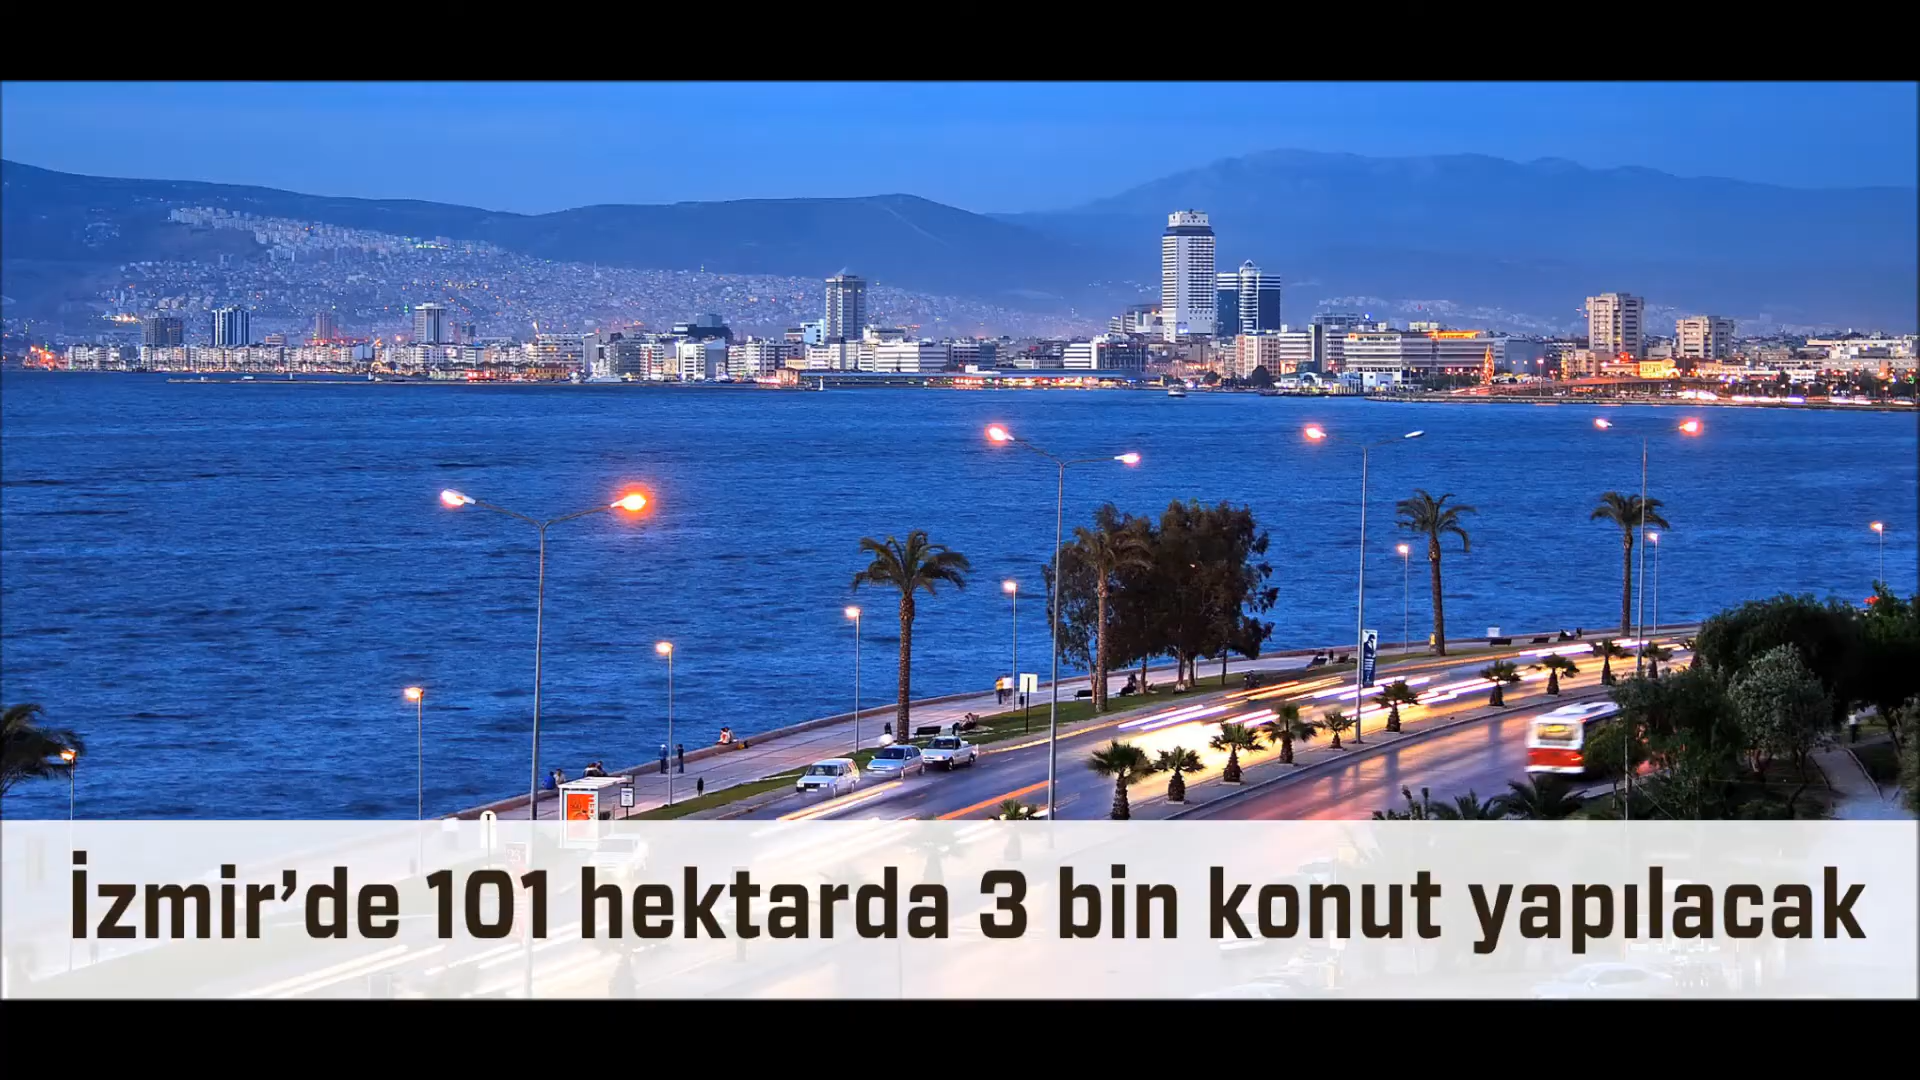 İzmir’de 101 hektarda 3 bin konut yapılacak